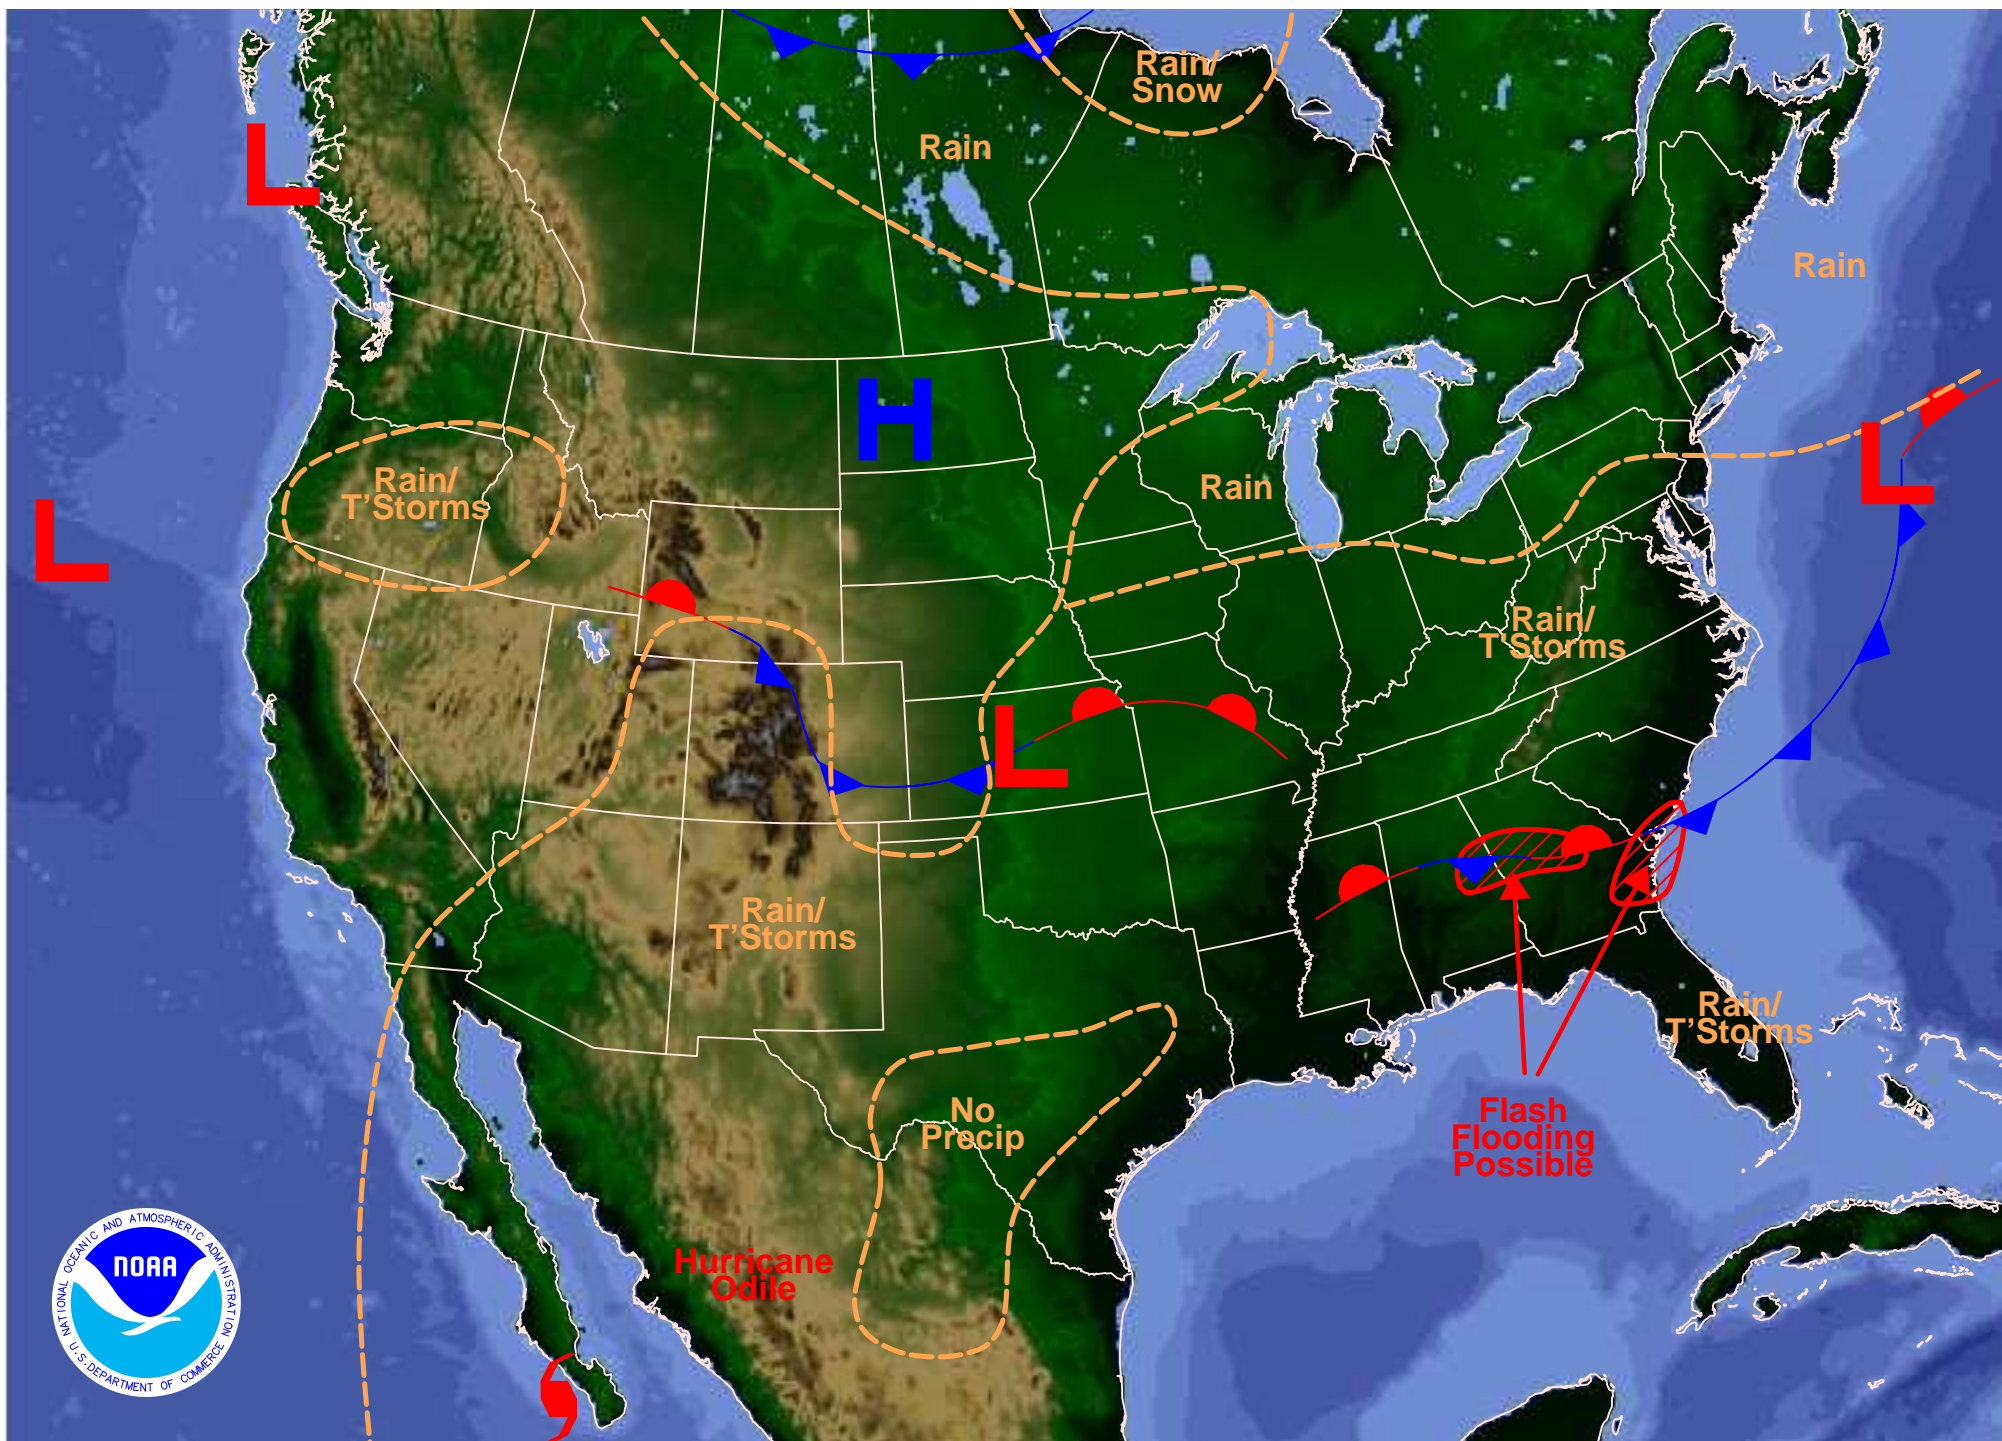 Rain/
Snow
Rain
Rain
L
H
Rain/
T'Storms
Rain
L
L
Rain/
T'Storms
L
Rain/
T'Storms
Rain/
T'Storms
No
Precip
Flash
Flooding
Possible
Hurricane
Odile
NATIONAL OCEANIC AND ATMOSPHERIC ADMINISTRATION
NOAA
U.S. DEPARTMENT OF COMMERCE